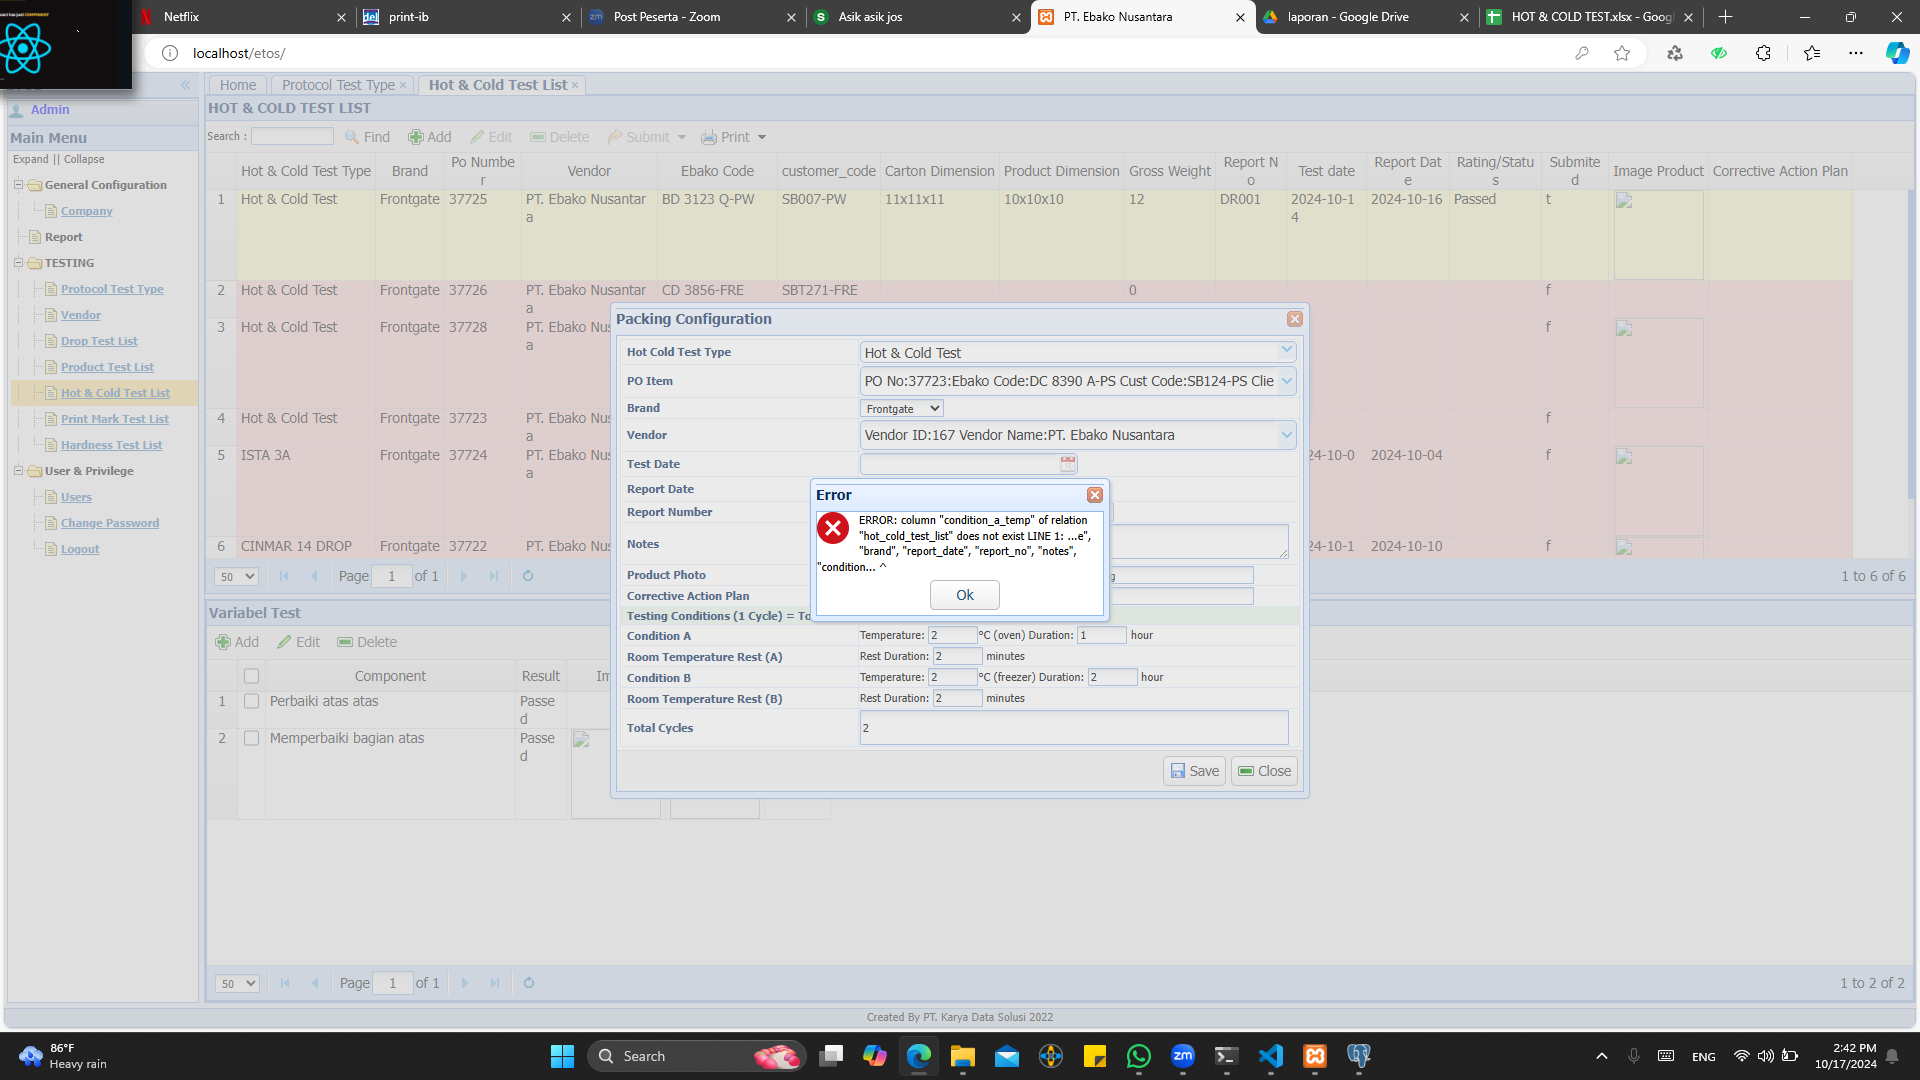 Netflix
print-ib
Post Peserta - Zoom
Asik asik jos
PT. Ebako Nusantara
laporan - Google Drive
HOT & COLD TEST.xlsx - Goog
localhost/etos/
Admin
Main Menu
Expand || Collapse
General Configuration
Company
Report
TESTING
Protocol Test Type
Vendor
Drop Test List
Product Test List
Hot & Cold Test List
Print Mark Test List
Hardness Test List
User & Privilege
Users
Change Password
Logout
Home
Protocol Test Type
Hot & Cold Test List
HOT & COLD TEST LIST
Search : Find Add Edit Delete Submit Print
Hot & Cold Test Type Brand Po Number Vendor Ebako Code customer_code Carton Dimension Product Dimension Gross Weight Report No Test date Report Date Rating/Status Submited Image Product Corrective Action Plan
1 Hot & Cold Test Frontgate 37725 PT. Ebako Nusantara BD 3123 Q-PW SB007-PW 11x11x11 10x10x10 12 DR001 2024-10-14 2024-10-16 Passed t
2 Hot & Cold Test Frontgate 37726 PT. Ebako Nusantara CD 3856-FRE SBT271-FRE 0 f
3 Hot & Cold Test Frontgate 37728 PT. Ebako Nus a f
4 Hot & Cold Test Frontgate 37723 PT. Ebako Nus a f
5 ISTA 3A Frontgate 37724 PT. Ebako Nus a 24-10-0 2024-10-04 f
6 CINMAR 14 DROP Frontgate 37722 PT. Ebako Nus 24-10-1 2024-10-10 f
50 Page 1 of 1
1 to 6 of 6
Packing Configuration
Hot Cold Test Type Hot & Cold Test
PO Item PO No:37723:Ebako Code:DC 8390 A-PS Cust Code:SB124-PS Clie
Brand Frontgate
Vendor Vendor ID:167 Vendor Name:PT. Ebako Nusantara
Test Date
Report Date
Report Number
Notes
Product Photo g
Corrective Action Plan
Testing Conditions (1 Cycle) = To
Condition A Temperature: 2 °C (oven) Duration: 1 hour
Room Temperature Rest (A) Rest Duration: 2 minutes
Condition B Temperature: 2 °C (freezer) Duration: 2 hour
Room Temperature Rest (B) Rest Duration: 2 minutes
Total Cycles 2
Save Close
Error
ERROR: column "condition_a_temp" of relation
"hot_cold_test_list" does not exist LINE 1: ...e",
"brand", "report_date", "report_no", "notes",
"condition... ^
Ok
Variabel Test
Add Edit Delete
Component Result Im
1 Perbaiki atas atas Passed
2 Memperbaiki bagian atas Passed
50 Page 1 of 1
1 to 2 of 2
Created By PT. Karya Data Solusi 2022
86°F
Heavy rain
Search
ENG
2:42 PM
10/17/2024